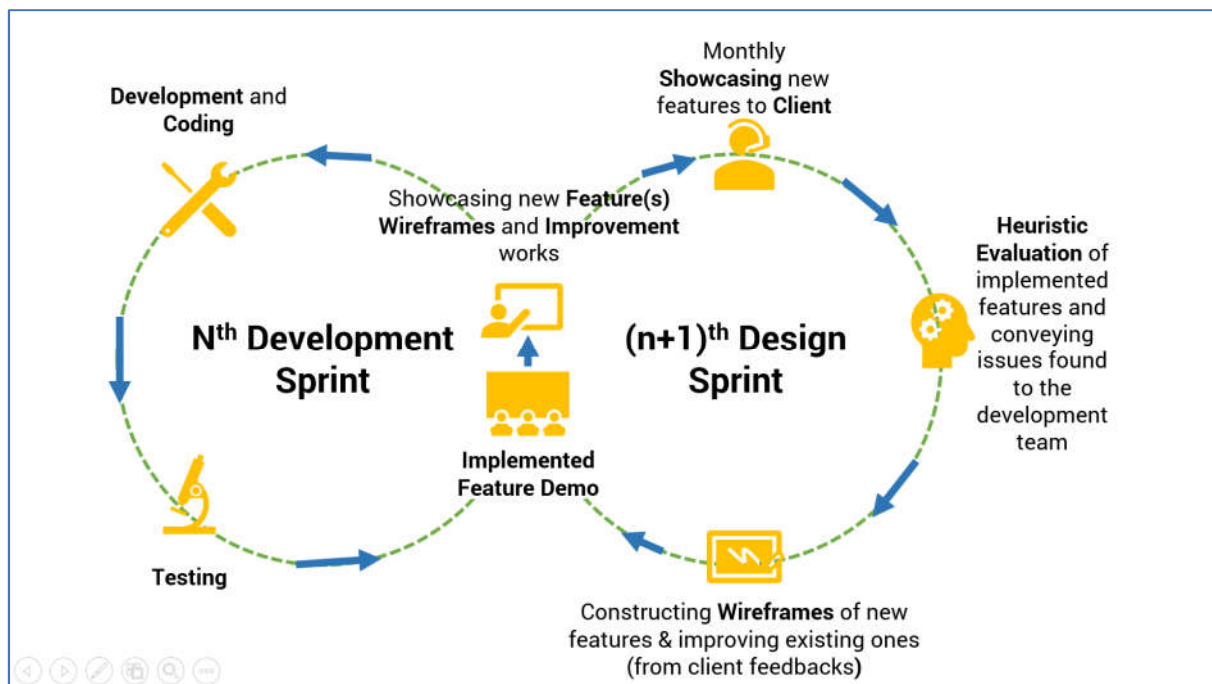 Monthly
Showcasing new
features to Client
Development and
Coding
Showcasing new Feature(s)
Wireframes and Improvement
works
Heuristic
Evaluation of
implemented
features and
conveying
issues found
to the
development
team
Nth Development
Sprint
(n+1)th Design
Sprint
Implemented
Feature Demo
Testing
Constructing Wireframes of new
features & improving existing ones
(from client feedbacks)